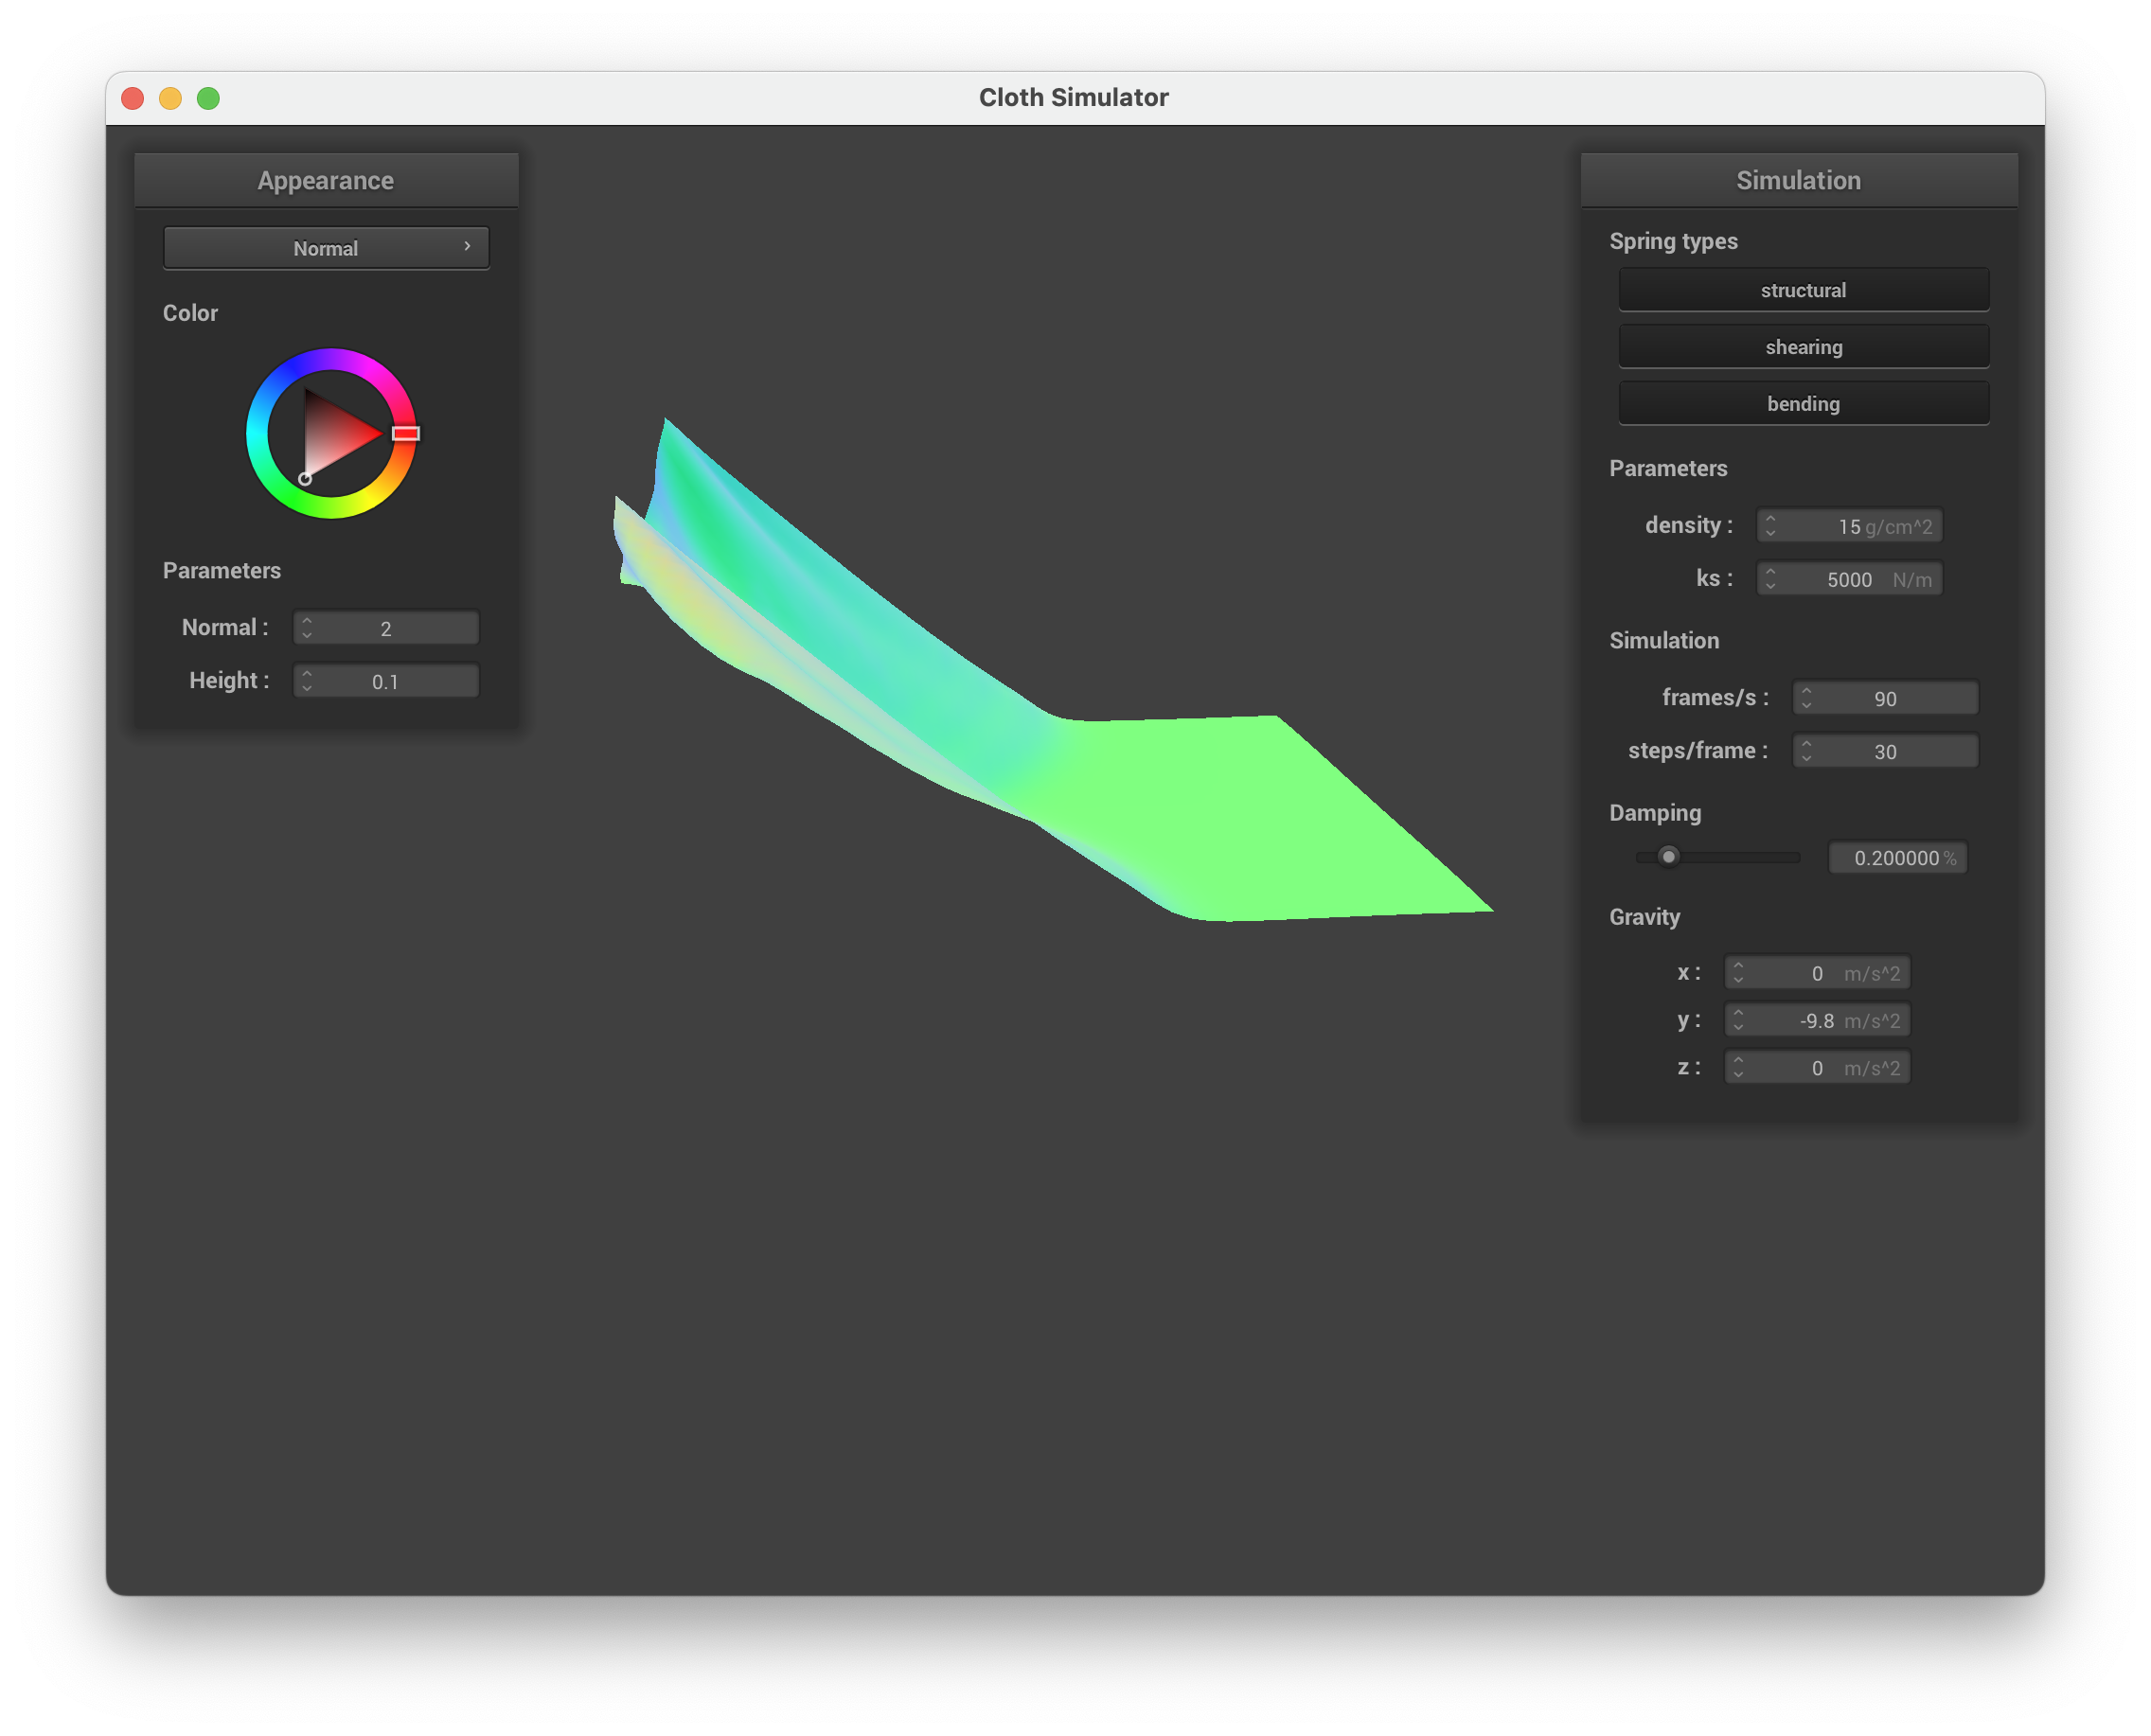 Cloth Simulator
Appearance
Normal
Color
Parameters
Normal : 2
Height : 0.1
Simulation
Spring types
structural
shearing
bending
Parameters
density : 15 g/cm^2
ks : 5000 N/m
Simulation
frames/s : 90
steps/frame : 30
Damping
0.200000 %
Gravity
x : 0 m/s^2
y : -9.8 m/s^2
z : 0 m/s^2